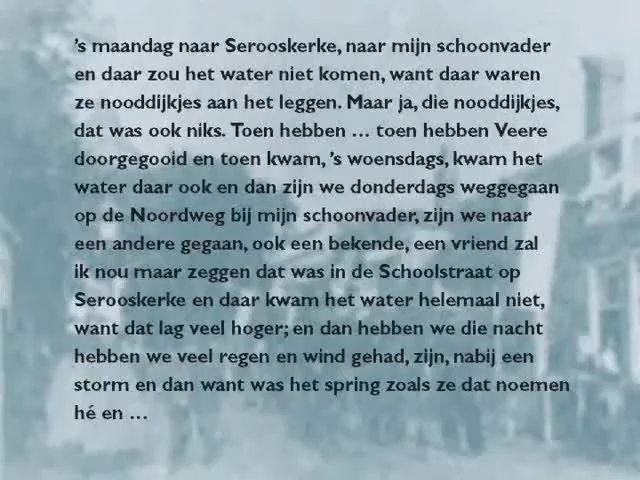 ’s maandag naar Serooskerke, naar mijn schoonvader
en daar zou het water niet komen, want daar waren
ze nooddijkjes aan het leggen. Maar ja, die nooddijkjes,
dat was ook niks. Toen hebben … toen hebben Veere
doorgegooid en toen kwam, ’s woensdags, kwam het
water daar ook en dan zijn we donderdags weggegaan
op de Noordweg bij mijn schoonvader, zijn we naar
een andere gegaan, ook een bekende, een vriend zal
ik nou maar zeggen dat was in de Schoolstraat op
Serooskerke en daar kwam het water helemaal niet,
want dat lag veel hoger; en dan hebben we die nacht
hebben we veel regen en wind gehad, zijn, nabij een
storm en dan want was het spring zoals ze dat noemen
hé en …